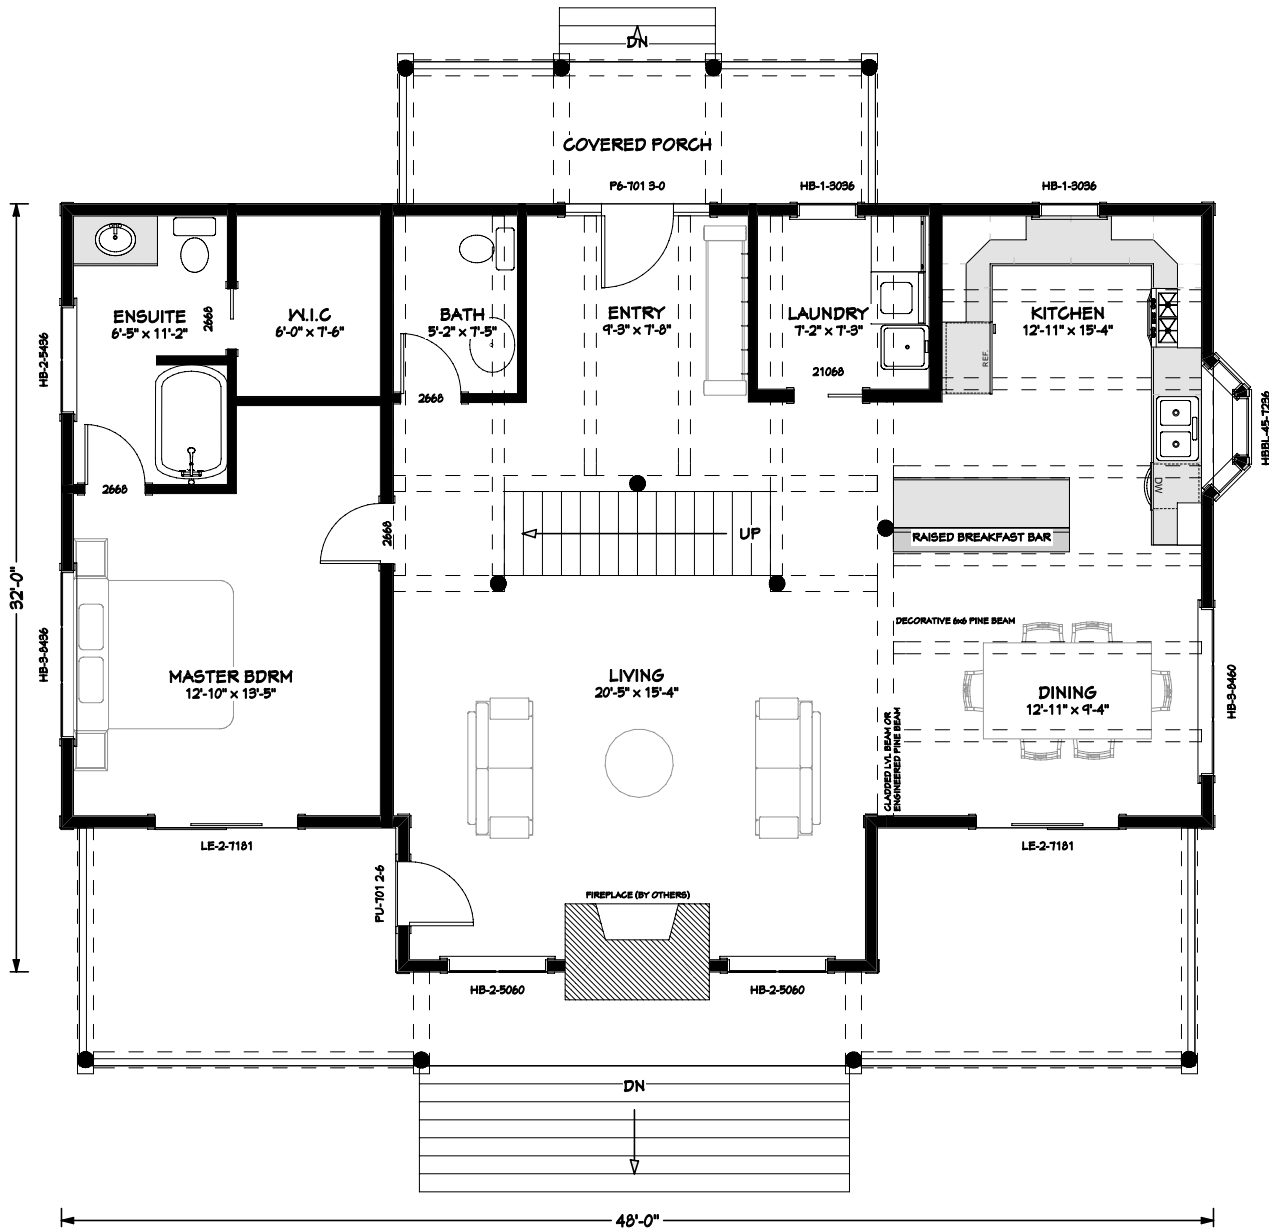 DN
COVERED PORCH
P6-701 3-0
HB-1-3036
HB-1-3036
ENSUITE
6'-5" x 11'-2"
2668
W.I.C
6'-0" x 7'-6"
BATH
5'-2" x 7'-5"
ENTRY
9'-3" x 7'-8"
LAUNDRY
7'-2" x 7'-3"
KITCHEN
12'-11" x 15'-4"
REF.
HB-2-5436
21068
2668
HBBL-45-7236
2668
DW
2668
UP
RAISED BREAKFAST BAR
32'-0"
HB-3-8436
DECORATIVE 6x6 PINE BEAM
MASTER BDRM
12'-10" x 13'-5"
LIVING
20'-5" x 15'-4"
DINING
12'-11" x 9'-4"
HB-3-8460
CLADDED LVL BEAM OR
ENGINEERED PINE BEAM
LE-2-7181
LE-2-7181
PU-701 2-6
FIREPLACE (BY OTHERS)
HB-2-5060
HB-2-5060
DN
48'-0"